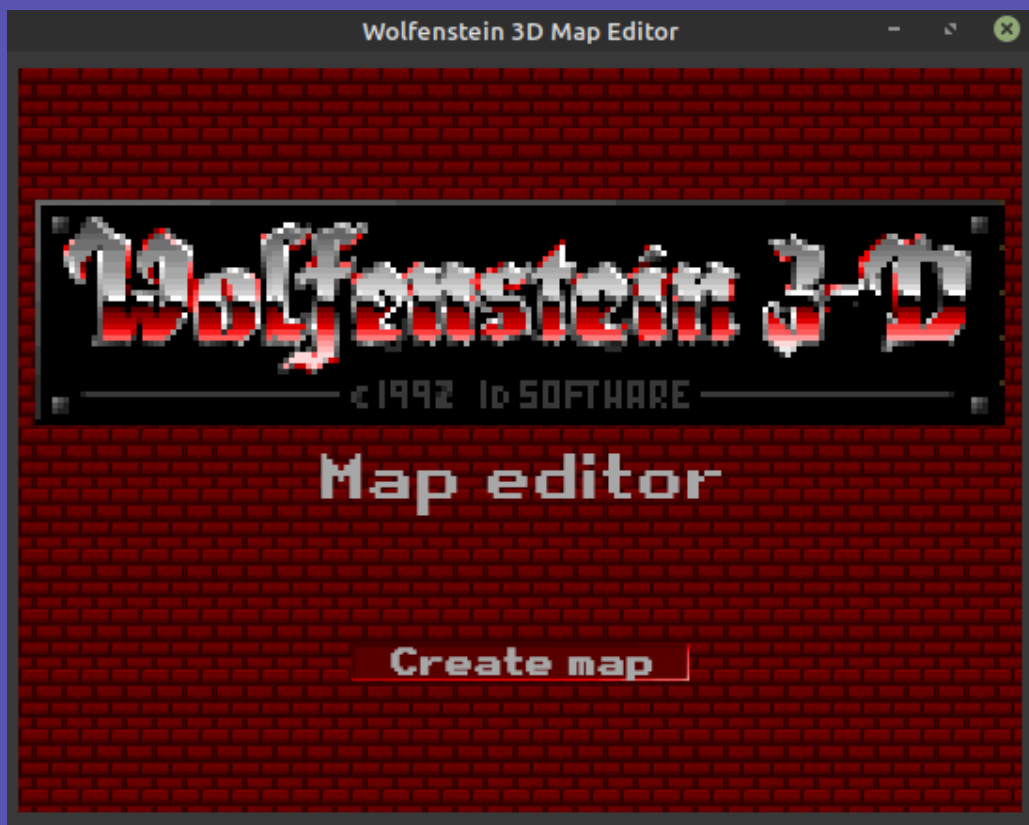 Wolfenstein 3D Map Editor
Wolfenstein 3-D
c1992 ID SOFTWARE
Map editor
Create map